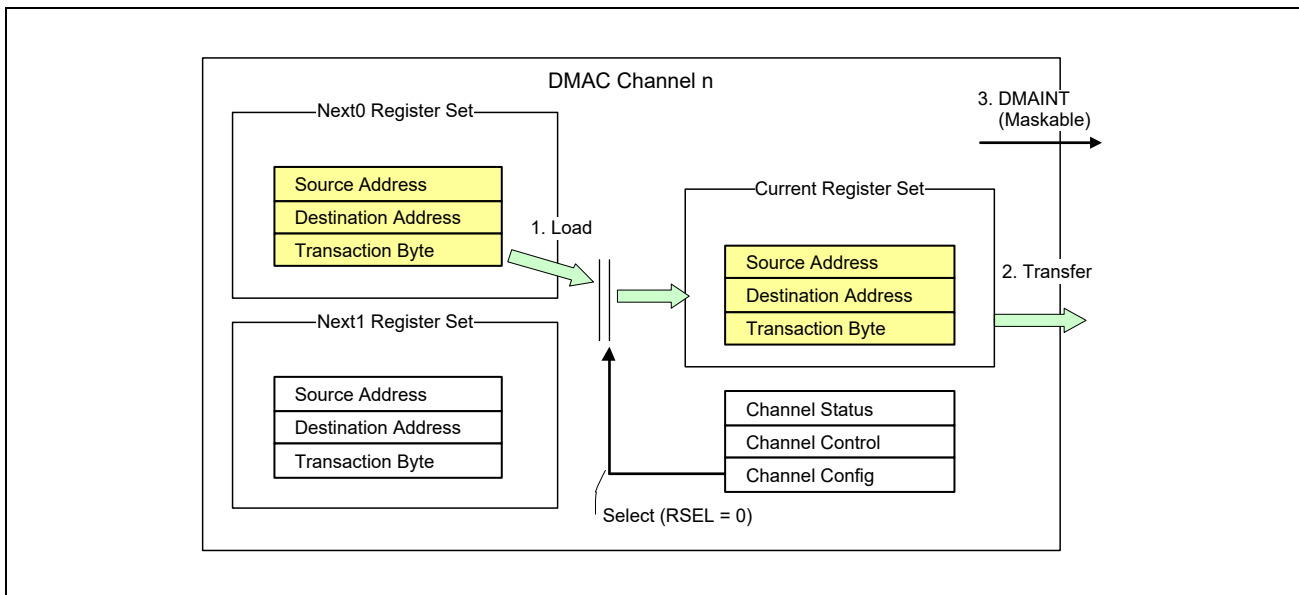 DMAC Channel n
Next0 Register Set
Source Address
Destination Address
Transaction Byte
Next1 Register Set
Source Address
Destination Address
Transaction Byte
1. Load
Select (RSEL = 0)
Current Register Set
Source Address
Destination Address
Transaction Byte
Channel Status
Channel Control
Channel Config
2. Transfer
3. DMAINT
(Maskable)